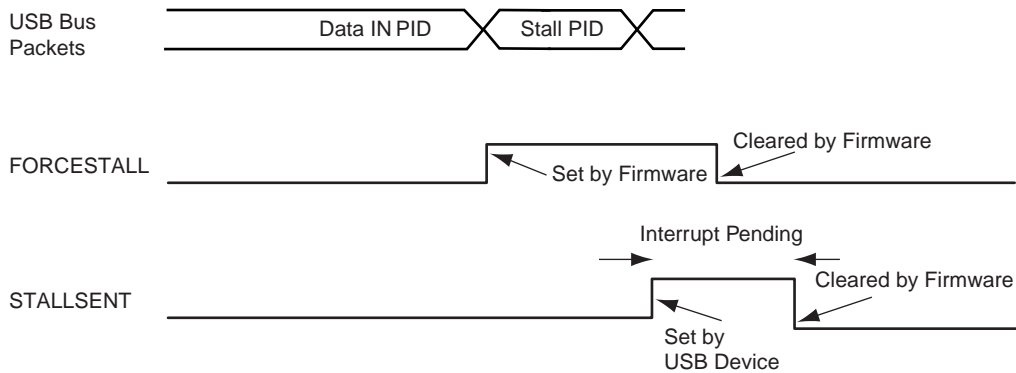 USB Bus
Packets
Data IN PID
Stall PID
FORCESTALL
Set by Firmware
Cleared by Firmware
Interrupt Pending
STALLSENT
Cleared by Firmware
Set by
USB Device